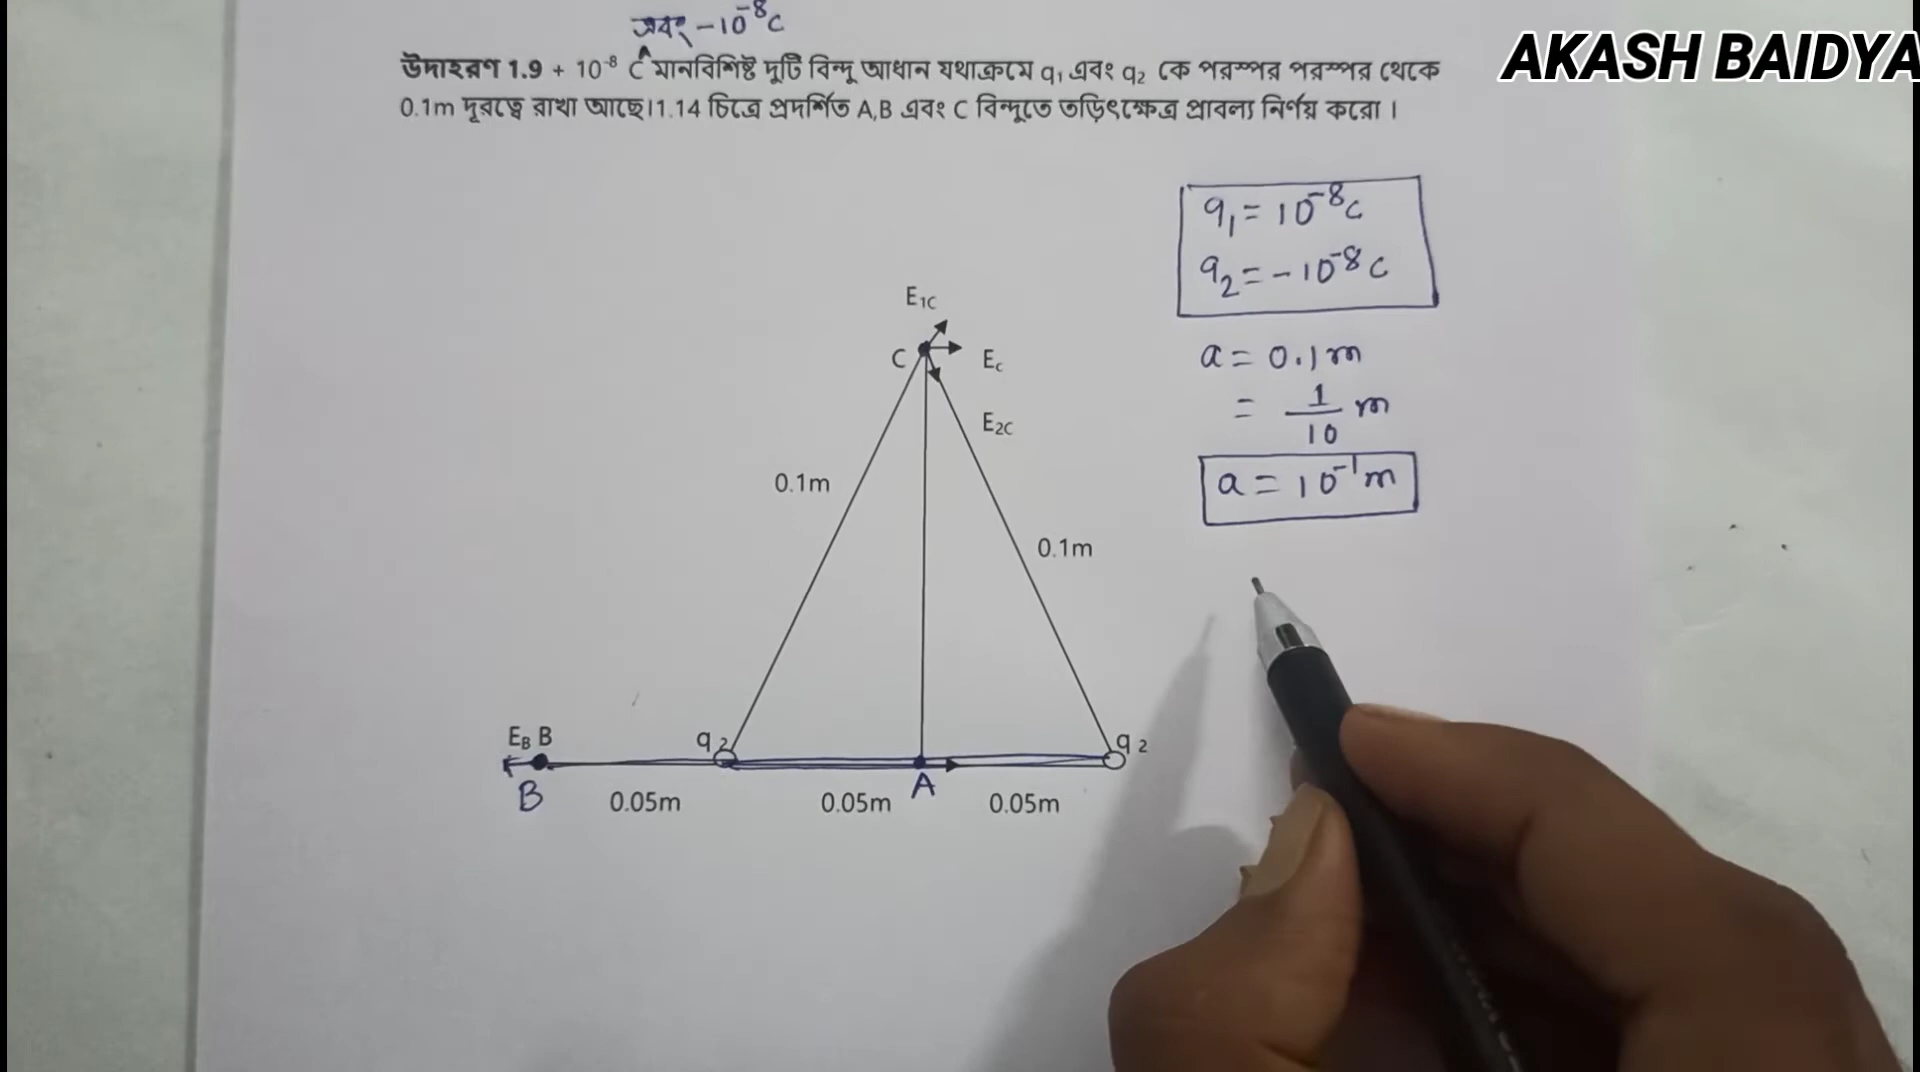 এবং -10⁻⁸C
AKASH BAIDYA
উদাহরণ 1.9 + 10⁻⁸ C মানবিশিষ্ট দুটি বিন্দু আধান যথাক্রমে q₁ এবং q₂ কে পরস্পর পরস্পর থেকে
0.1m দূরত্বে রাখা আছে।1.14 চিত্রে প্রদর্শিত A,B এবং C বিন্দুতে তড়িৎক্ষেত্র প্রাবল্য নির্ণয় করো ।
q₁ = 10⁻⁸C
q₂ = -10⁻⁸C
E₁C
C
Ec
a = 0.1m
= 1/10 m
E₂C
a = 10⁻¹m
0.1m
0.1m
EB B
q ₂
q ₂
B
0.05m
0.05m
A
0.05m